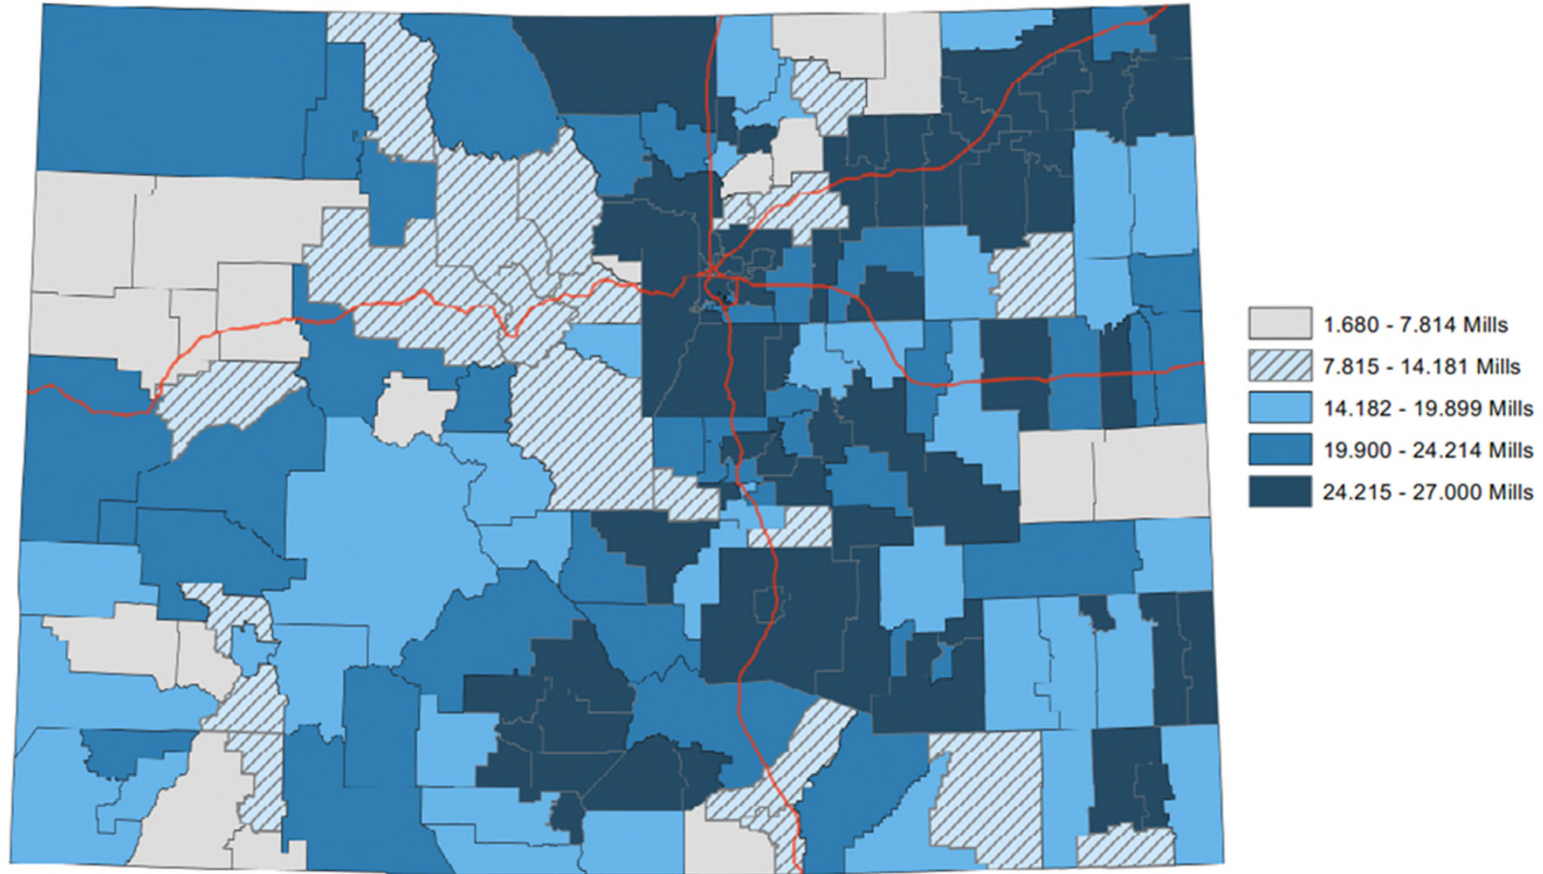 1.680 - 7.814 Mills
7.815 - 14.181 Mills
14.182 - 19.899 Mills
19.900 - 24.214 Mills
24.215 - 27.000 Mills